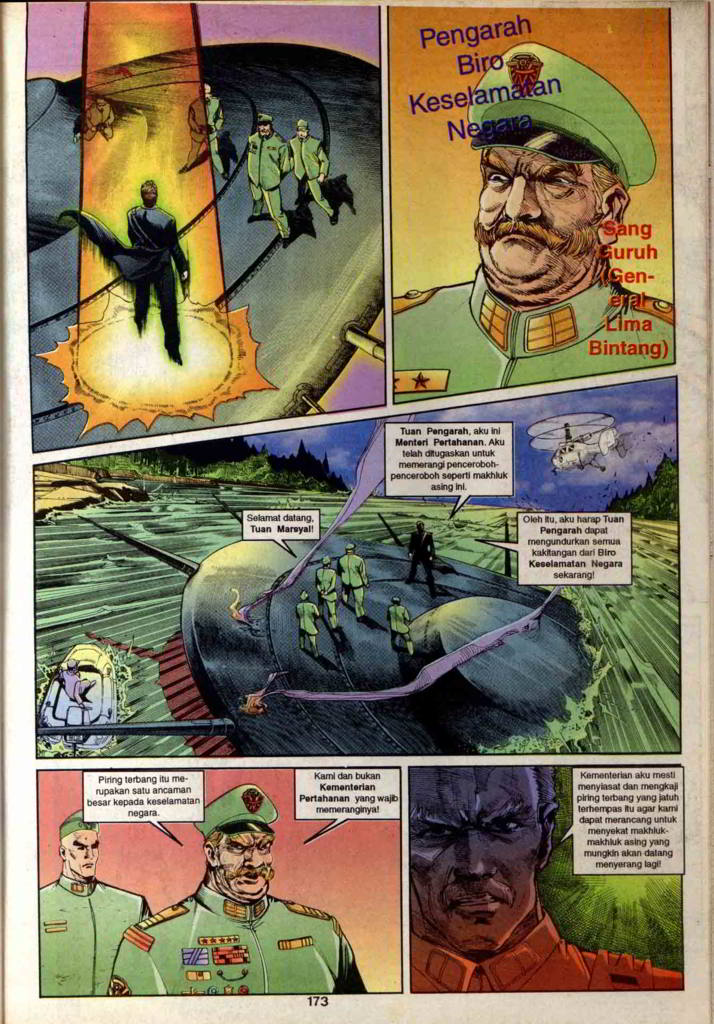 Pengarah
Biro
Keselamatan
Negara
Sang
Guruh
(Gen-
eral
Lima
Bintang)
Tuan Pengarah, aku ini
Menteri Pertahanan. Aku
telah ditugaskan untuk
memerangi penceroboh-
penceroboh seperti makhluk
asing ini.
Selamat datang,
Tuan Marsyal!
Oleh itu, aku harap Tuan
Pengarah dapat
mengundurkan semua
kakitangan dari Biro
Keselamatan Negara
sekarang!
Piring terbang itu me-
rupakan satu ancaman
besar kepada keselamatan
negara.
Kami dan bukan
Kementerian
Pertahanan yang wajib
memeranginya!
Kementerian aku mesti
menyiasat dan mengkaji
piring terbang yang jatuh
terhempas itu agar kami
dapat merancang untuk
menyekat makhluk-
makhluk asing yang
mungkin akan datang
menyerang lagi!
173